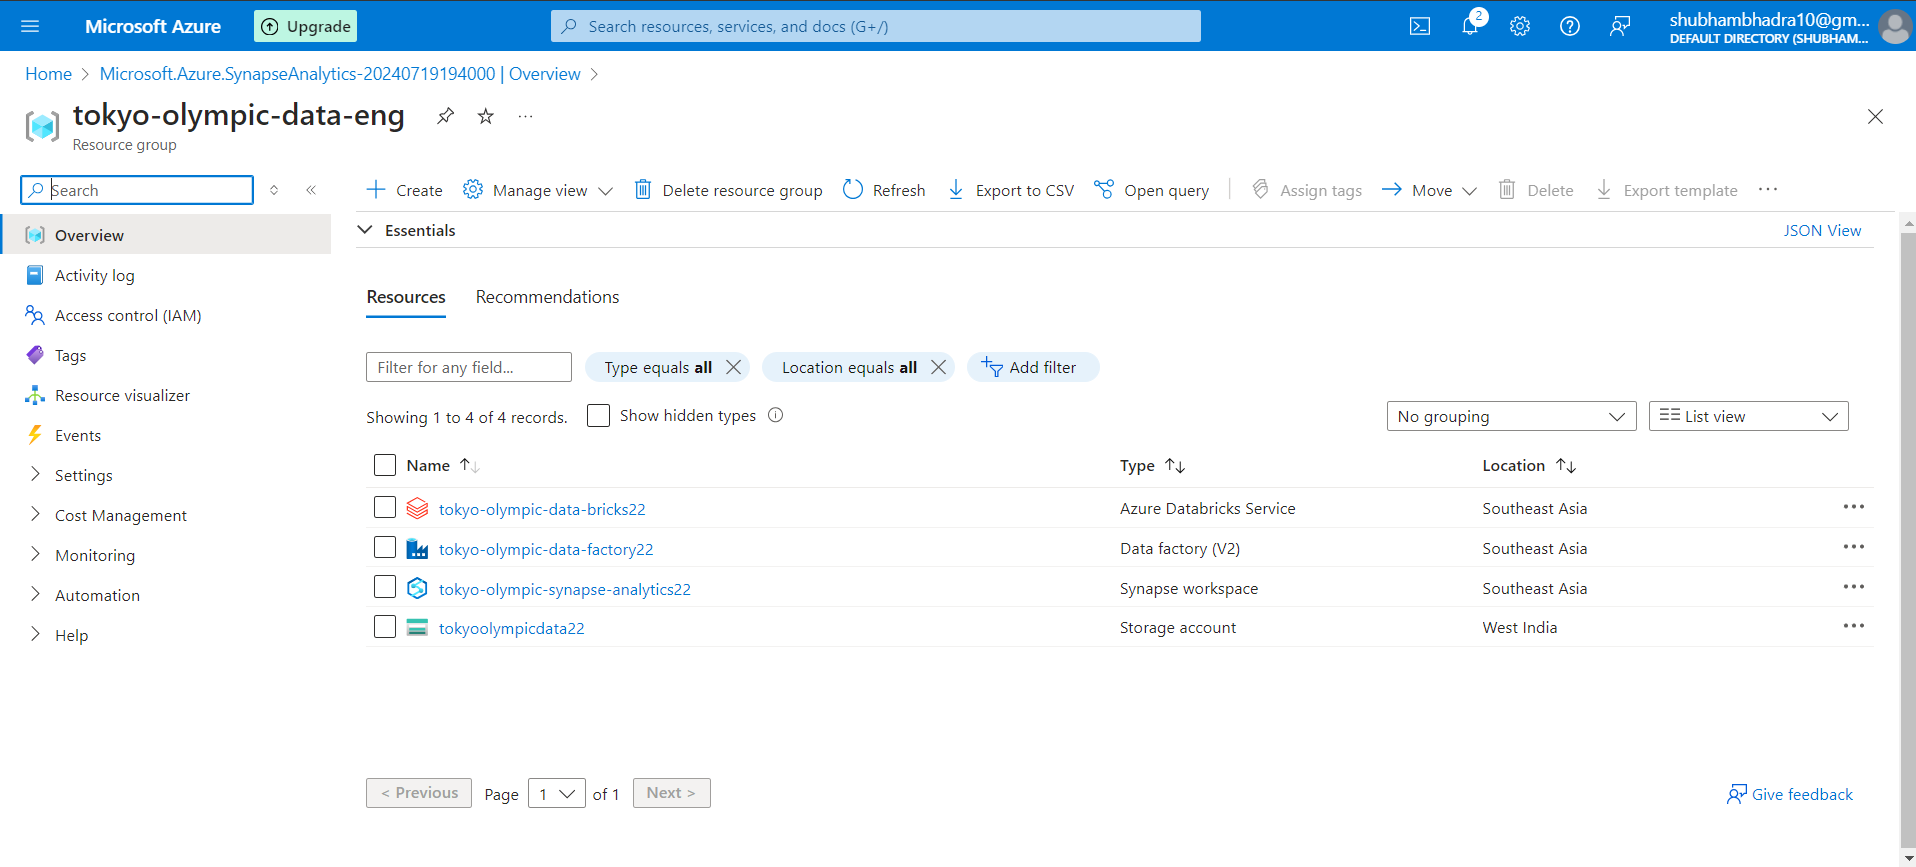 Microsoft Azure
Upgrade
Search resources, services, and docs (G+/)
2
shubhambhadra10@gm...
DEFAULT DIRECTORY (SHUBHAM...
Home > Microsoft.Azure.SynapseAnalytics-20240719194000 | Overview >
tokyo-olympic-data-eng
Resource group
Search
Create
Manage view
Delete resource group
Refresh
Export to CSV
Open query
Assign tags
Move
Delete
Export template
Overview
Activity log
Access control (IAM)
Tags
Resource visualizer
Events
Settings
Cost Management
Monitoring
Automation
Help
Essentials
JSON View
Resources
Recommendations
Filter for any field...
Type equals all
Location equals all
Add filter
Showing 1 to 4 of 4 records.
Show hidden types
No grouping
List view
Name Type Location
tokyo-olympic-data-bricks22 Azure Databricks Service Southeast Asia
tokyo-olympic-data-factory22 Data factory (V2) Southeast Asia
tokyo-olympic-synapse-analytics22 Synapse workspace Southeast Asia
tokyoolympicdata22 Storage account West India
< Previous Page 1 of 1 Next >
Give feedback